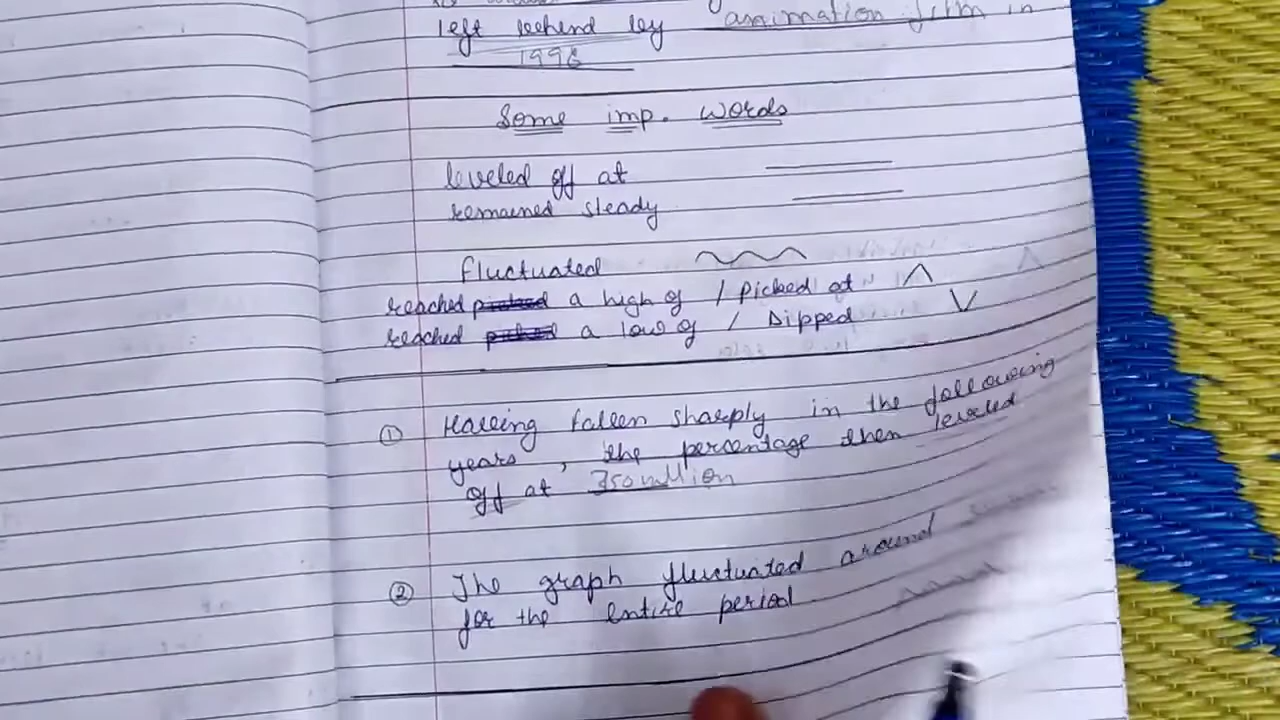 left behind by animation film in
1996
Some imp. words
leveled off at
remained steady
fluctuated
reached picked a high of / Picked at
reached picked a low of / Dipped
① Having fallen sharply in the following
years, the percentage then leveled
off at 350 million
② The graph fluctuated around
for the entire period